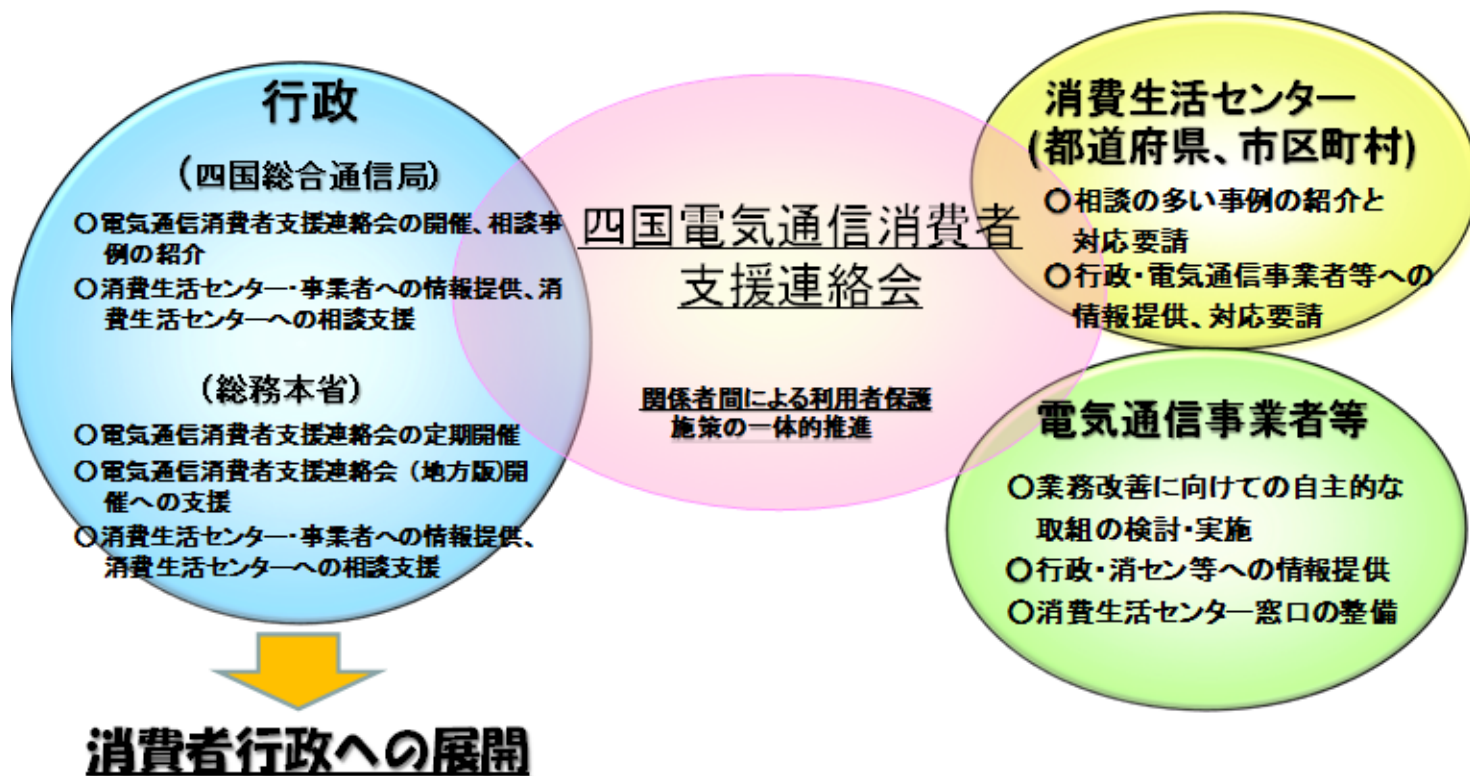 行政
(四国総合通信局)
○電気通信消費者支援連絡会の開催、相談事
例の紹介
○消費生活センター・事業者への情報提供、消
費生活センターへの相談支援
(総務本省)
○電気通信消費者支援連絡会の定期開催
○電気通信消費者支援連絡会 (地方版)開
催への支援
○消費生活センター・事業者への情報提供、
消費生活センターへの相談支援
消費者行政への展開
四国電気通信消費者
支援連絡会
関係者間による利用者保護
施策の一体的推進
消費生活センター
(都道府県、市区町村)
○相談の多い事例の紹介と
対応要請
○行政・電気通信事業者等への
情報提供、対応要請
電気通信事業者等
○業務改善に向けての自主的な
取組の検討・実施
○行政・消セン等への情報提供
○消費生活センター窓口の整備